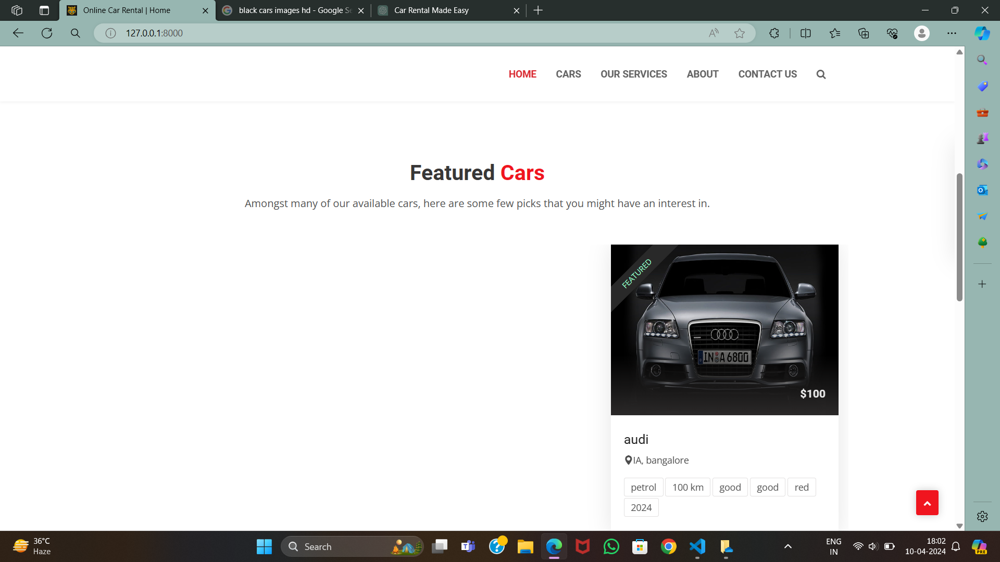 Online Car Rental | Home
black cars images hd - Google Se
Car Rental Made Easy
127.0.0.1:8000
HOME CARS OUR SERVICES ABOUT CONTACT US
Featured Cars
Amongst many of our available cars, here are some few picks that you might have an interest in.
FEATURED
IN A 6800
$100
audi
IA, bangalore
petrol 100 km good good red
2024
36°C
Haze
Search
ENG
IN
18:02
10-04-2024
PRE